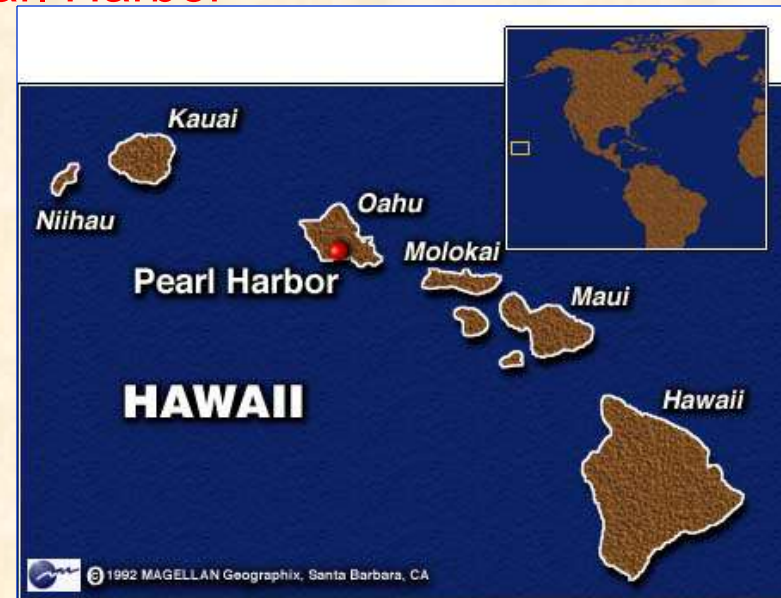 Kauai
Niihau
Oahu
Pearl Harbor
Molokai
Maui
HAWAII
Hawaii
© 1992 MAGELLAN Geographix, Santa Barbara, CA